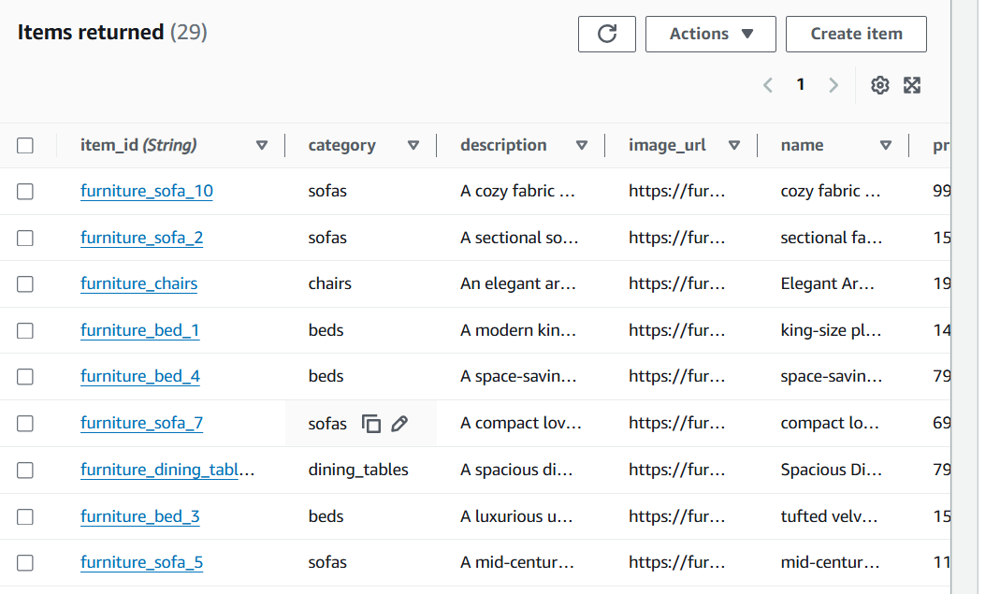 Items returned (29)
Actions
Create item
1
item_id (String) category description image_url name pr
furniture_sofa_10 sofas A cozy fabric … https://fur… cozy fabric … 99
furniture_sofa_2 sofas A sectional so… https://fur… sectional fa… 15
furniture_chairs chairs An elegant ar… https://fur… Elegant Ar… 19
furniture_bed_1 beds A modern kin… https://fur… king-size pl… 14
furniture_bed_4 beds A space-savin… https://fur… space-savin… 79
furniture_sofa_7 sofas A compact lov… https://fur… compact lo… 69
furniture_dining_tabl… dining_tables A spacious di… https://fur… Spacious Di… 79
furniture_bed_3 beds A luxurious u… https://fur… tufted velv… 15
furniture_sofa_5 sofas A mid-centur… https://fur… mid-centur… 11